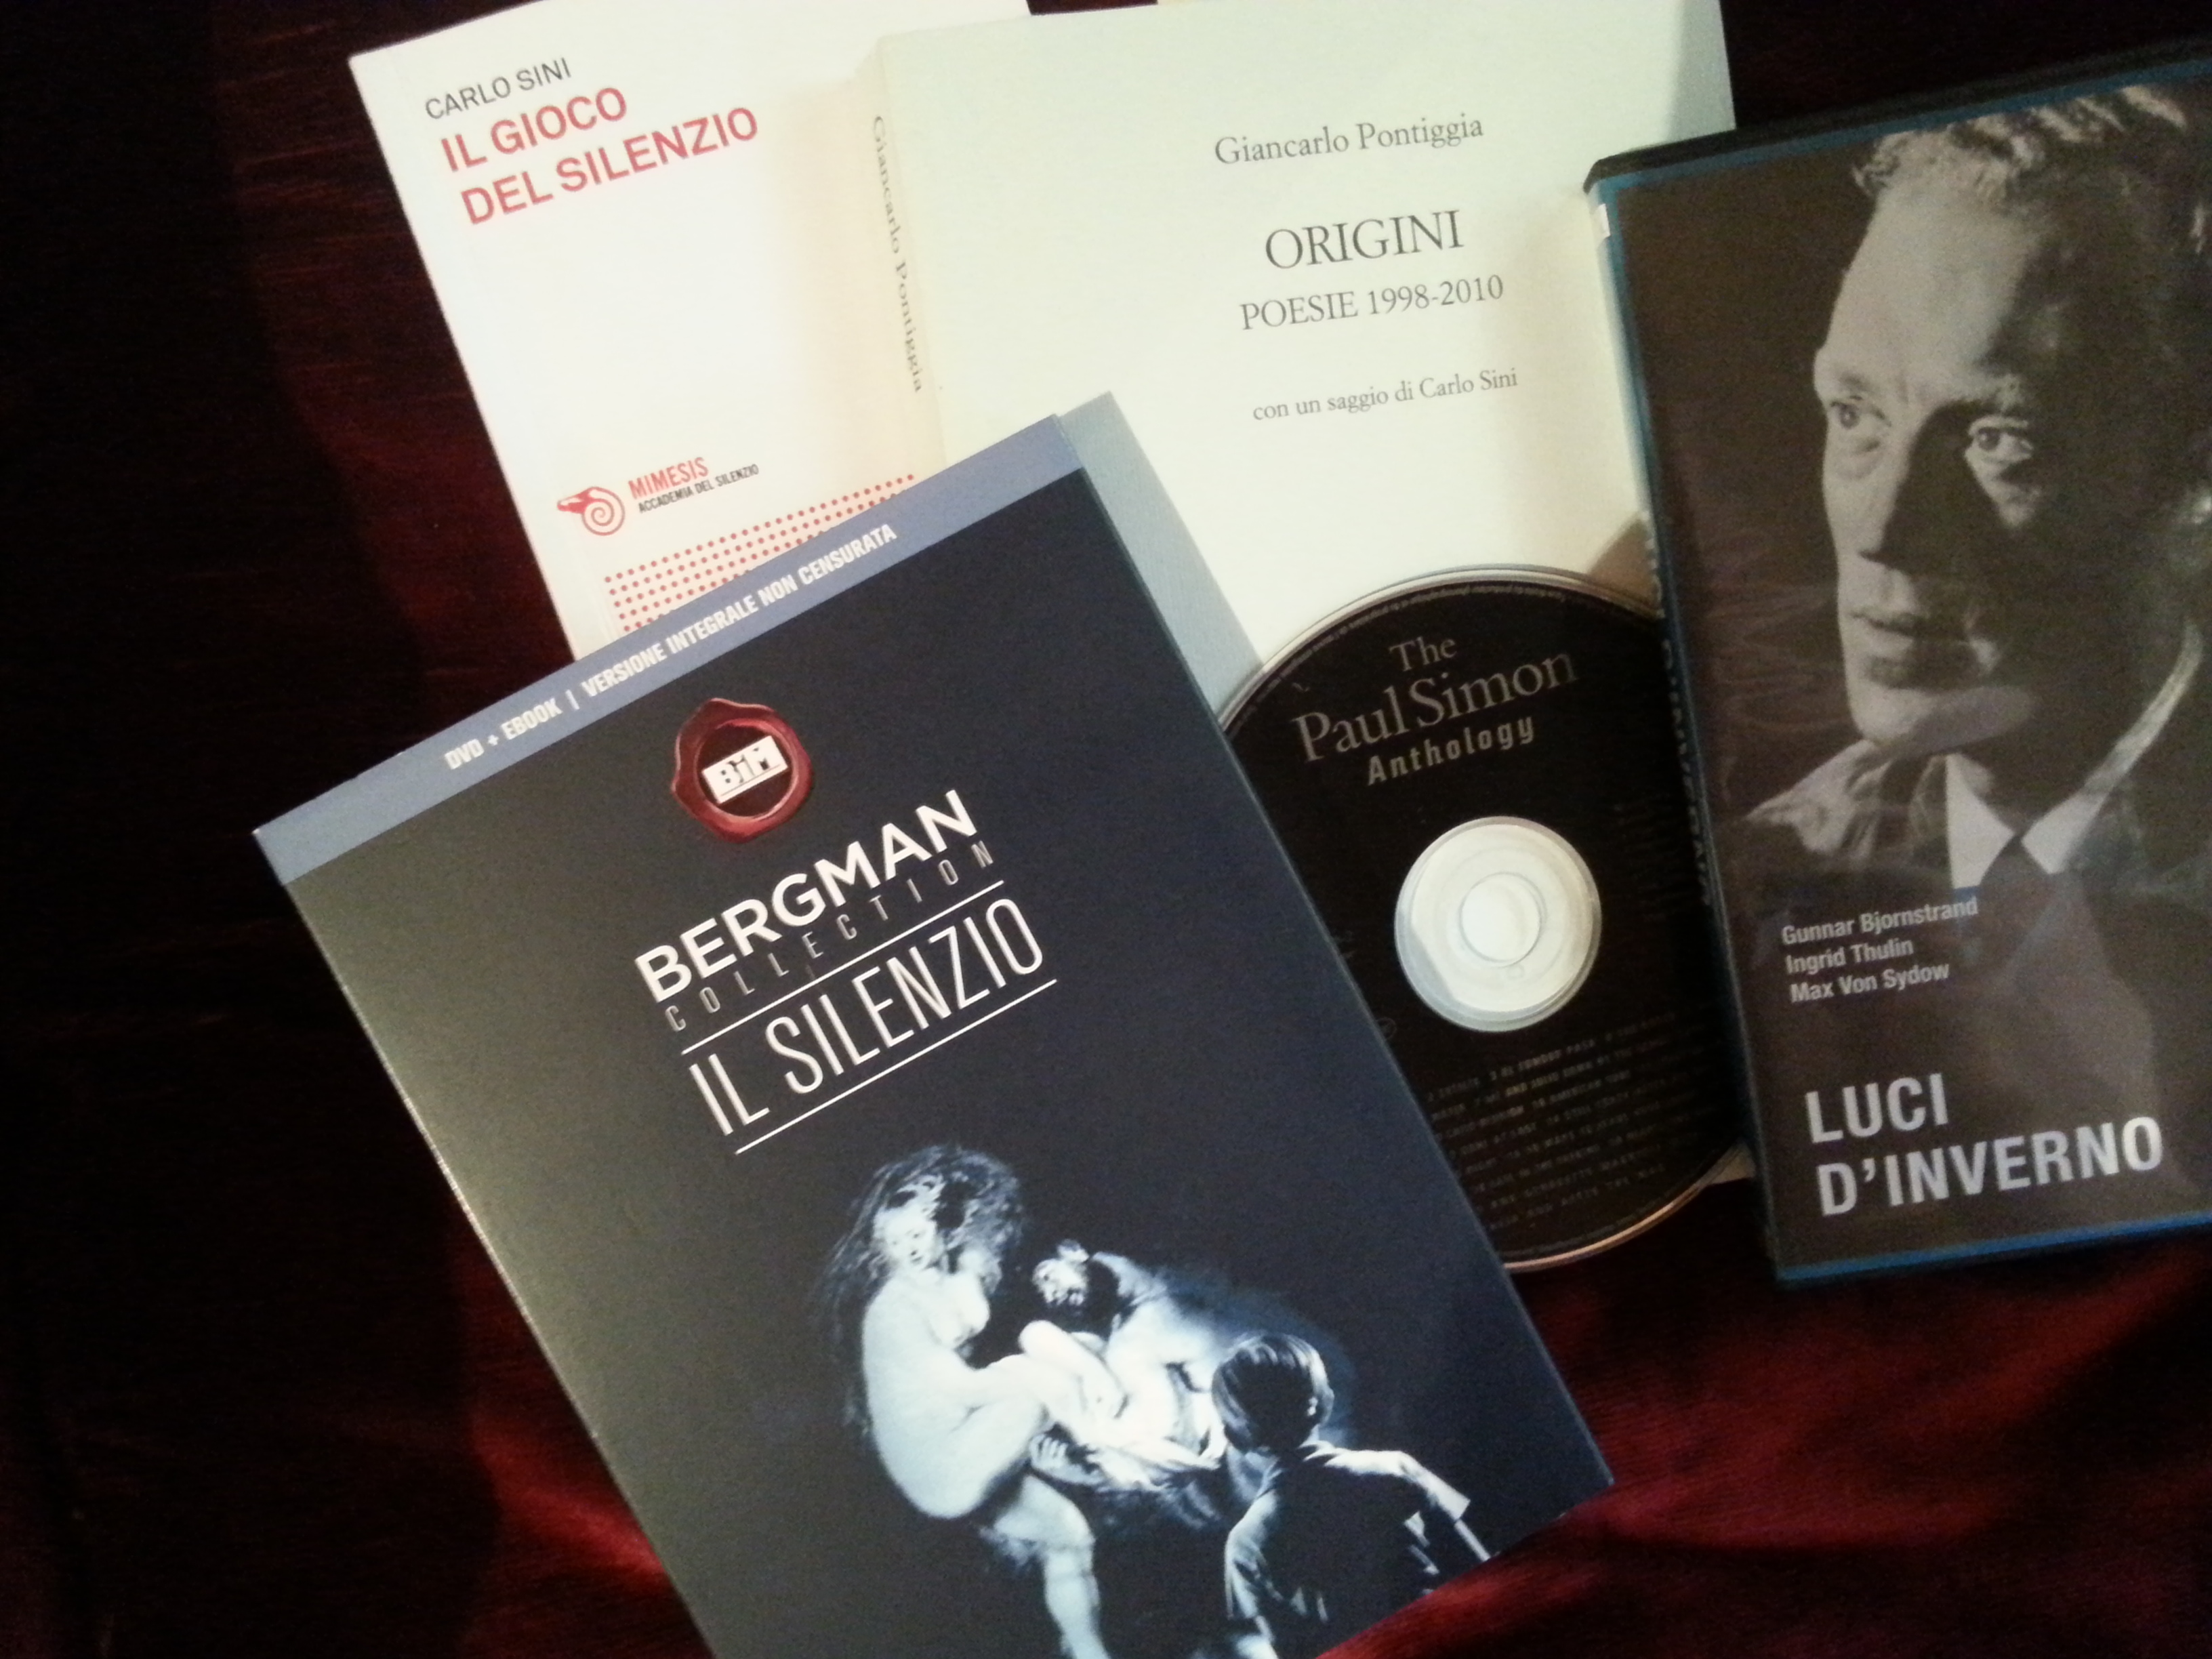 CARLO SINI
IL GIOCO
DEL SILENZIO
MIMESIS
ACCADEMIA DEL SILENZIO
Giancarlo Pontiggia
Giancarlo Pontiggia
ORIGINI
POESIE 1998-2010
con un saggio di Carlo Sini
DVD + EBOOK | VERSIONE INTEGRALE NON CENSURATA
BiM
BERGMAN
COLLECTION
IL SILENZIO
The
Paul Simon
Anthology
Gunnar Bjornstrand
Ingrid Thulin
Max Von Sydow
LUCI
D'INVERNO